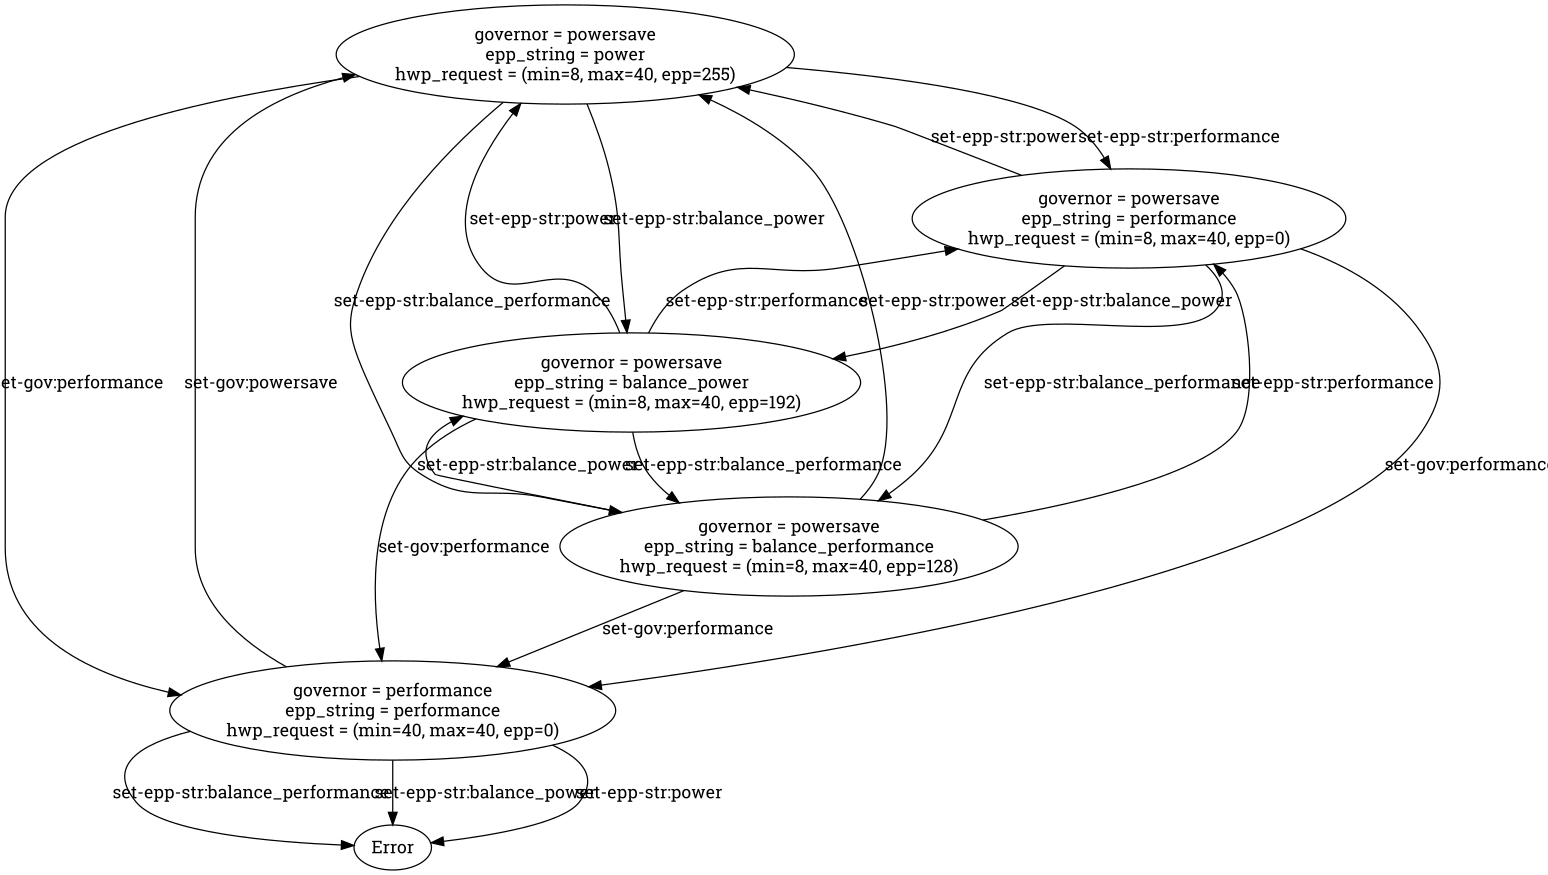 governor = powersave
epp_string = power
hwp_request = (min=8, max=40, epp=255)
set-epp-str:power
set-epp-str:performance
governor = powersave
epp_string = performance
hwp_request = (min=8, max=40, epp=0)
set-epp-str:power
set-epp-str:balance_power
set-epp-str:balance_performance
set-epp-str:performance
set-epp-str:power
set-epp-str:balance_power
governor = powersave
epp_string = balance_power
hwp_request = (min=8, max=40, epp=192)
et-gov:performance
set-gov:powersave
set-epp-str:balance_performance
set-epp-str:performance
set-epp-str:balance_power
set-epp-str:balance_performance
set-gov:performance
governor = powersave
epp_string = balance_performance
hwp_request = (min=8, max=40, epp=128)
set-gov:performance
set-gov:performance
governor = performance
epp_string = performance
hwp_request = (min=40, max=40, epp=0)
set-epp-str:balance_performance
set-epp-str:balance_power
set-epp-str:power
Error